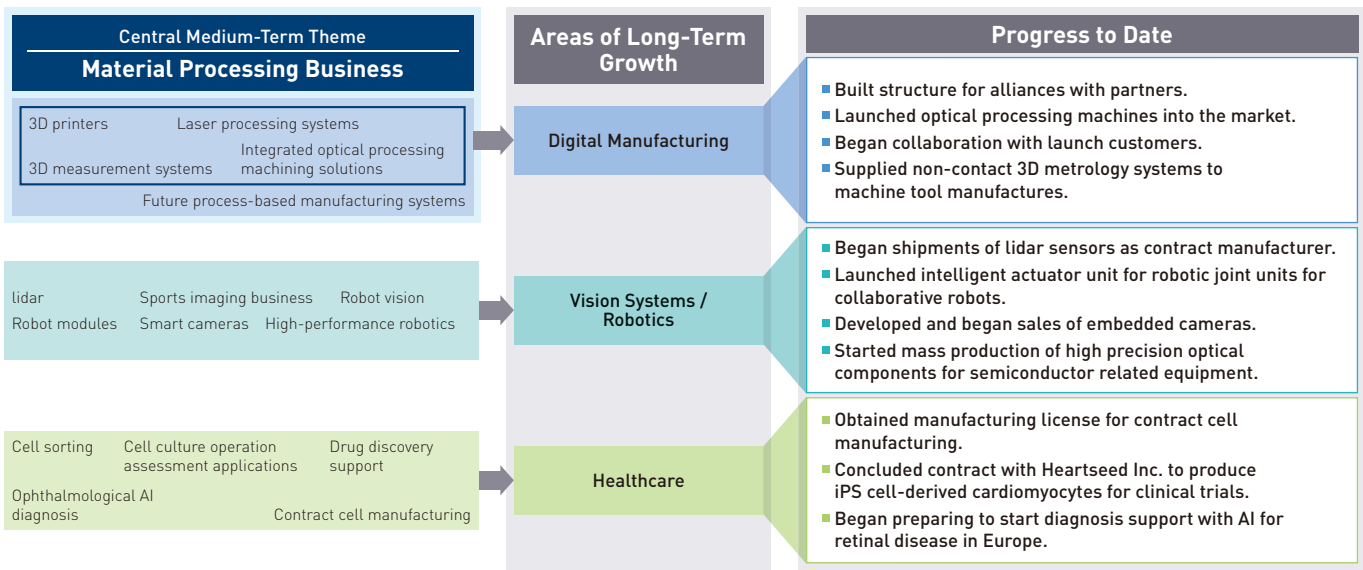 Central Medium-Term Theme
Material Processing Business
3D printers
Laser processing systems
3D measurement systems
Integrated optical processing
machining solutions
Future process-based manufacturing systems
lidar
Sports imaging business
Robot vision
Robot modules
Smart cameras
High-performance robotics
Cell sorting
Cell culture operation
assessment applications
Drug discovery
support
Ophthalmological AI
diagnosis
Contract cell manufacturing
Areas of Long-Term
Growth
Digital Manufacturing
Vision Systems /
Robotics
Healthcare
Progress to Date
Built structure for alliances with partners.
Launched optical processing machines into the market.
Began collaboration with launch customers.
Supplied non-contact 3D metrology systems to
machine tool manufactures.
Began shipments of lidar sensors as contract manufacturer.
Launched intelligent actuator unit for robotic joint units for
collaborative robots.
Developed and began sales of embedded cameras.
Started mass production of high precision optical
components for semiconductor related equipment.
Obtained manufacturing license for contract cell
manufacturing.
Concluded contract with Heartseed Inc. to produce
iPS cell-derived cardiomyocytes for clinical trials.
Began preparing to start diagnosis support with AI for
retinal disease in Europe.